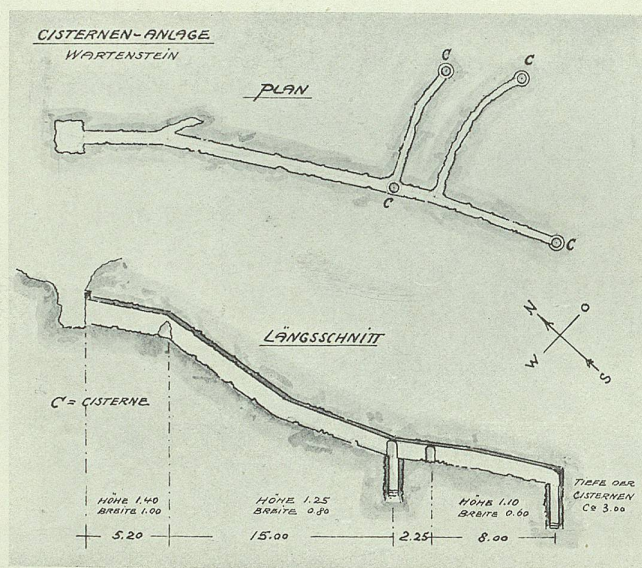 CISTERNEN-ANLAGE
WARTENSTEIN
PLAN
C
C
C
C
LÄNGSSCHNITT
N
O
W
S
C = CISTERNE
HÖHE 1.40
BREITE 1.00
HÖHE 1.25
BREITE 0.80
HÖHE 1.10
BREITE 0.60
TIEFE DER
CISTERNEN
Ca 3.00
5.20
15.00
2.25
8.00